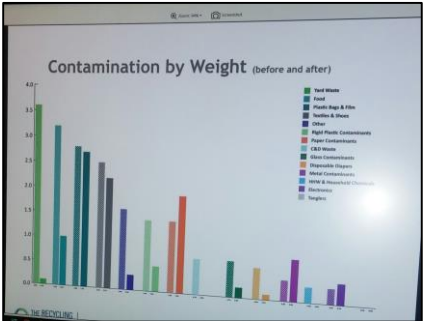 Contamination by Weight (before and after)
4.0
3.5
3.0
2.5
2.0
1.5
1.0
0.5
0.0
Yard Waste
Food
Plastic Bags & Film
Textiles & Shoes
Other
Rigid Plastic Contaminants
Paper Contaminants
C&D Waste
Glass Contaminants
Disposable Diapers
Metal Contaminants
HHW & Household Chemicals
Electronics
Tanglers
THE RECYCLING